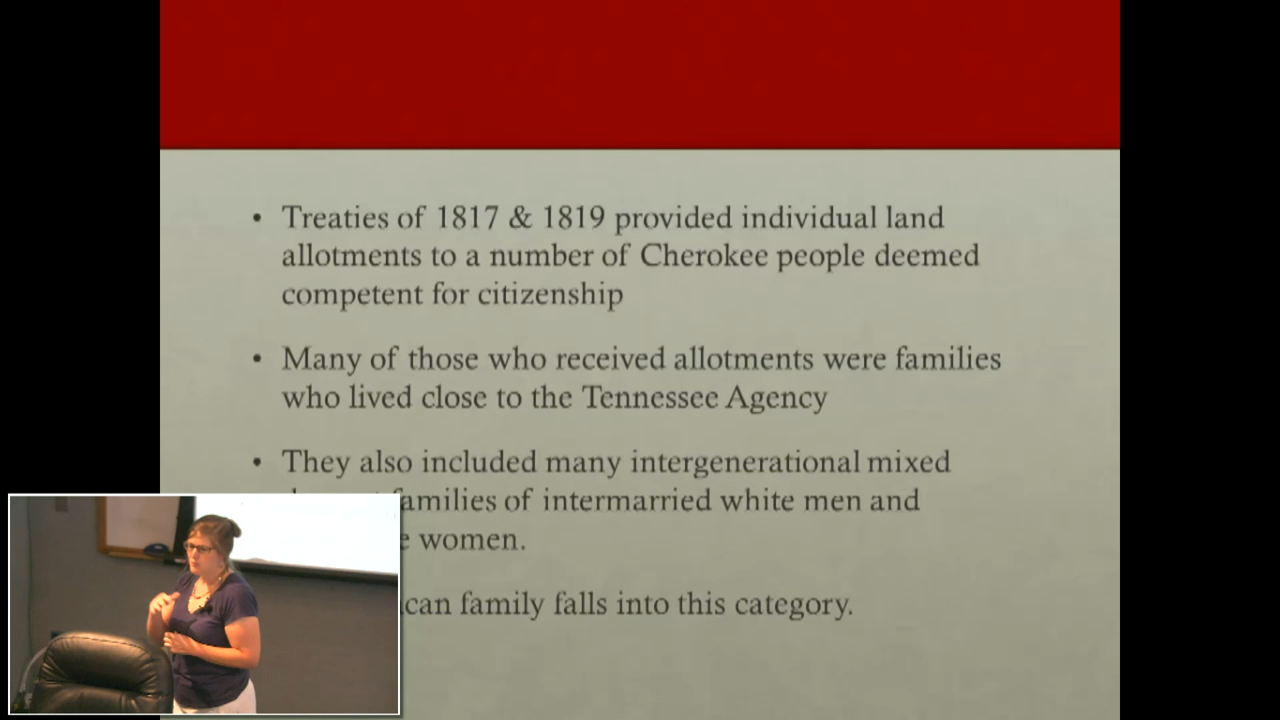 • Treaties of 1817 & 1819 provided individual land
allotments to a number of Cherokee people deemed
competent for citizenship
• Many of those who received allotments were families
who lived close to the Tennessee Agency
• They also included many intergenerational mixed
families of intermarried white men and
women.
family falls into this category.